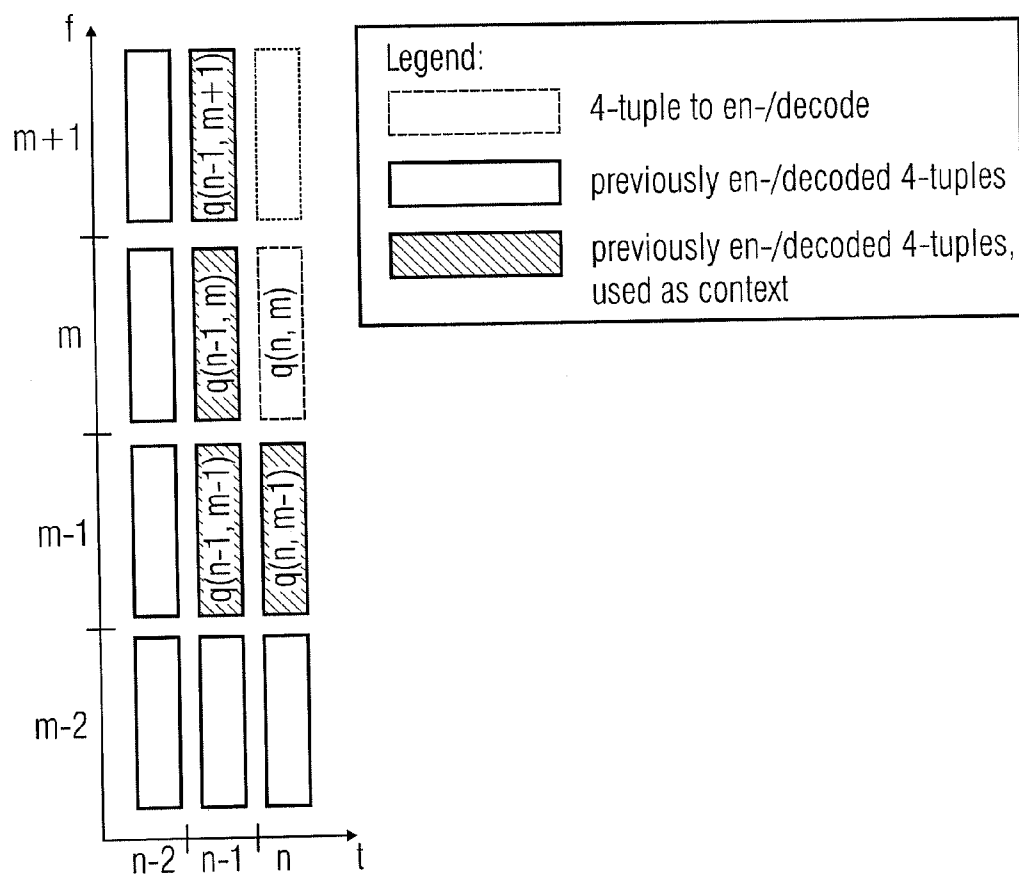 f
m+1
q(n-1, m+1)
m
q(n-1, m)
q(n, m)
m-1
q(n-1, m-1)
q(n, m-1)
m-2
n-2
n-1
n
t
Legend:
4-tuple to en-/decode
previously en-/decoded 4-tuples
previously en-/decoded 4-tuples,
used as context